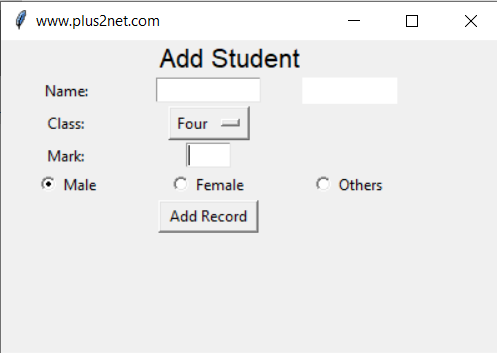 www.plus2net.com
Add Student
Name:
Class: Four
Mark:
Male Female Others
Add Record